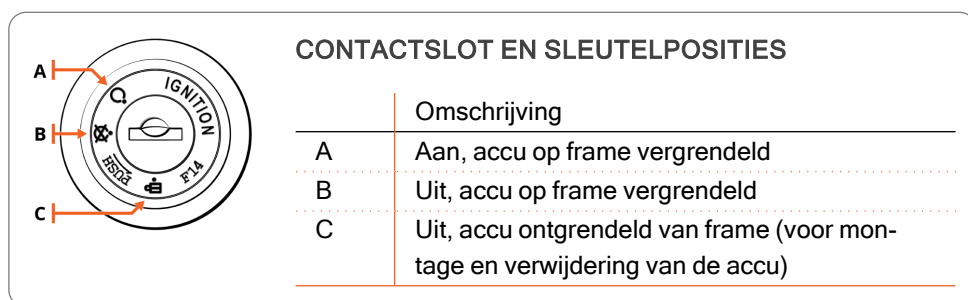 CONTACTSLOT EN SLEUTELPOSITIES
A
B
C
IGNITION
PUSH
F14
Omschrijving
A Aan, accu op frame vergrendeld
B Uit, accu op frame vergrendeld
C Uit, accu ontgrendeld van frame (voor mon-
tage en verwijdering van de accu)